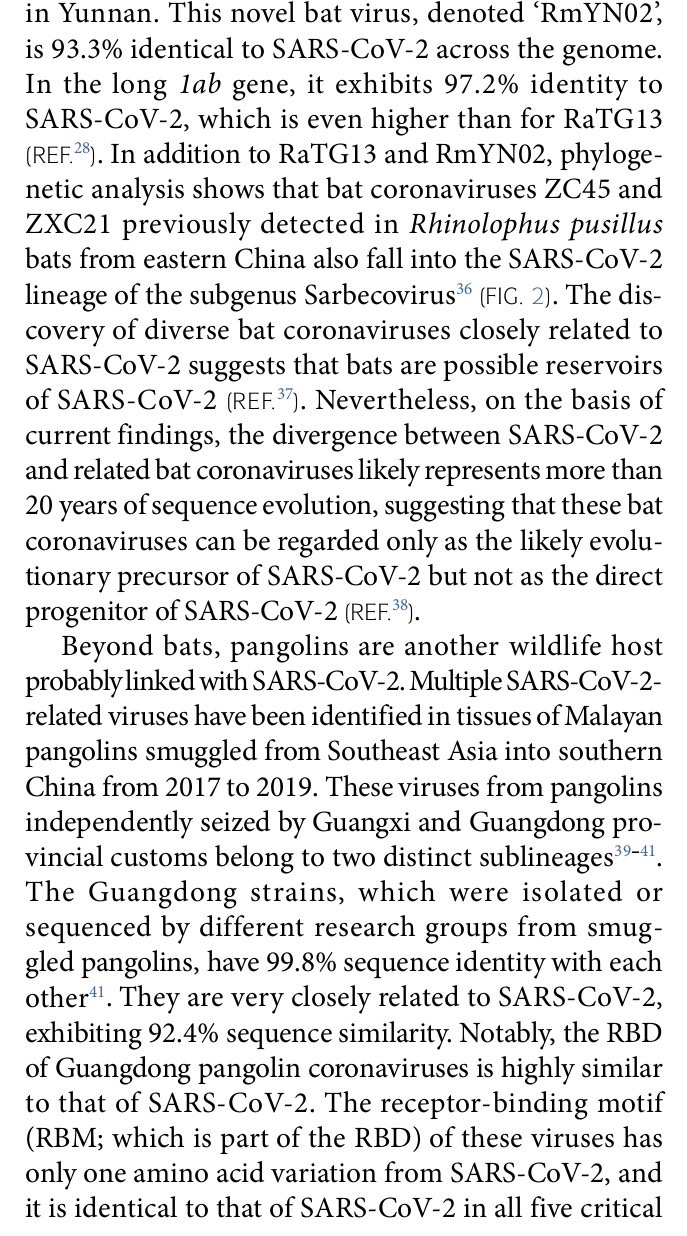 in Yunnan. This novel bat virus, denoted ‘RmYN02’,
is 93.3% identical to SARS-CoV-2 across the genome.
In the long 1ab gene, it exhibits 97.2% identity to
SARS-CoV-2, which is even higher than for RaTG13
(REF.28). In addition to RaTG13 and RmYN02, phyloge-
netic analysis shows that bat coronaviruses ZC45 and
ZXC21 previously detected in Rhinolophus pusillus
bats from eastern China also fall into the SARS-CoV-2
lineage of the subgenus Sarbecovirus36 (FIG. 2). The dis-
covery of diverse bat coronaviruses closely related to
SARS-CoV-2 suggests that bats are possible reservoirs
of SARS-CoV-2 (REF.37). Nevertheless, on the basis of
current findings, the divergence between SARS-CoV-2
and related bat coronaviruses likely represents more than
20 years of sequence evolution, suggesting that these bat
coronaviruses can be regarded only as the likely evolu-
tionary precursor of SARS-CoV-2 but not as the direct
progenitor of SARS-CoV-2 (REF.38).
Beyond bats, pangolins are another wildlife host
probably linked with SARS-CoV-2. Multiple SARS-CoV-2-
related viruses have been identified in tissues of Malayan
pangolins smuggled from Southeast Asia into southern
China from 2017 to 2019. These viruses from pangolins
independently seized by Guangxi and Guangdong pro-
vincial customs belong to two distinct sublineages39–41.
The Guangdong strains, which were isolated or
sequenced by different research groups from smug-
gled pangolins, have 99.8% sequence identity with each
other41. They are very closely related to SARS-CoV-2,
exhibiting 92.4% sequence similarity. Notably, the RBD
of Guangdong pangolin coronaviruses is highly similar
to that of SARS-CoV-2. The receptor-binding motif
(RBM; which is part of the RBD) of these viruses has
only one amino acid variation from SARS-CoV-2, and
it is identical to that of SARS-CoV-2 in all five critical